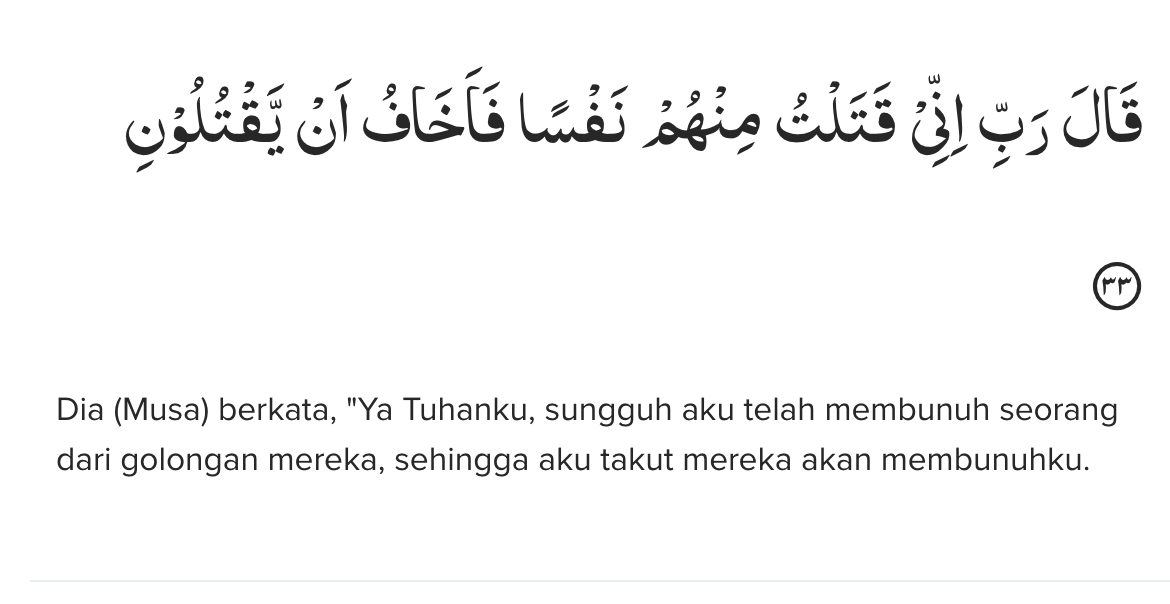 قَالَ رَبِّ اِنِّيْ قَتَلْتُ مِنْهُمْ نَفْسًا فَاَخَافُ اَنْ يَّقْتُلُوْنِ
٣٣
Dia (Musa) berkata, "Ya Tuhanku, sungguh aku telah membunuh seorang
dari golongan mereka, sehingga aku takut mereka akan membunuhku.